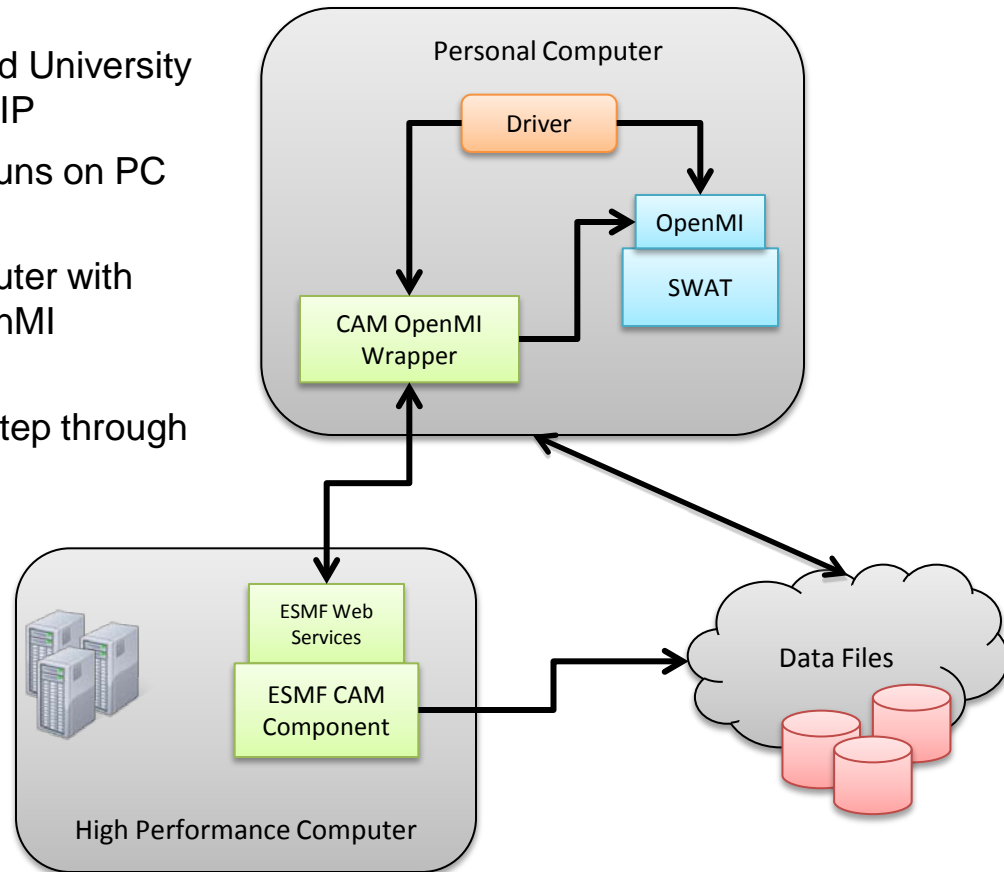 d University
IP
uns on PC
uter with
nMI
tep through
Personal Computer
Driver
OpenMI
SWAT
CAM OpenMI
Wrapper
ESMF Web
Services
ESMF CAM
Component
High Performance Computer
Data Files